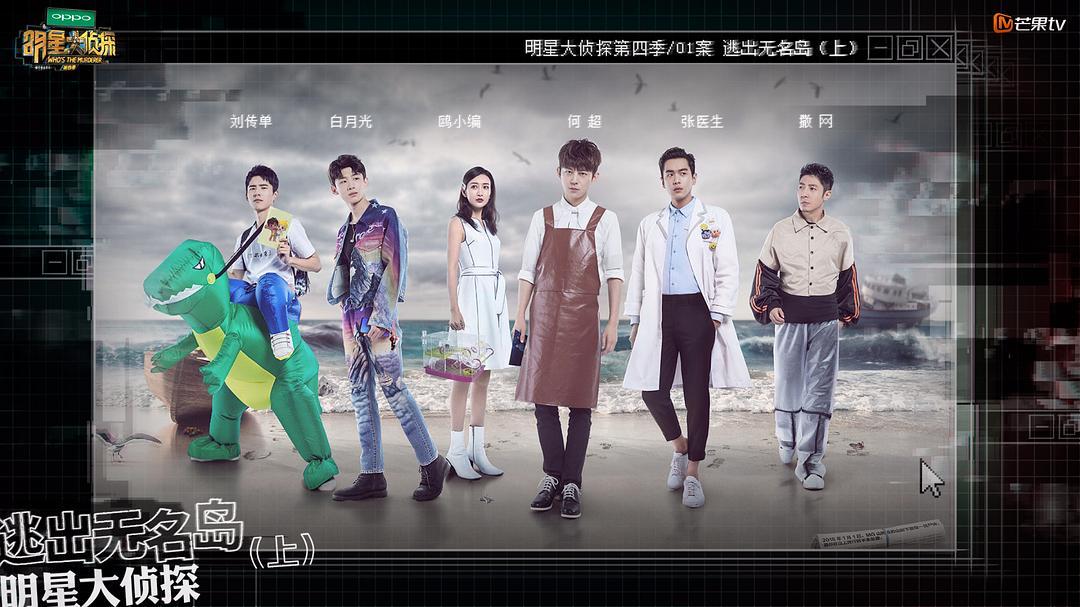 oppo
明星大侦探
WHO'S THE MURDERER
明星大侦探第四季/01案 逃出无名岛（上）
芒果tv
刘传单
白月光
鸥小编
何 超
张医生
撒 网
逃出无名岛（上）
明星大侦探